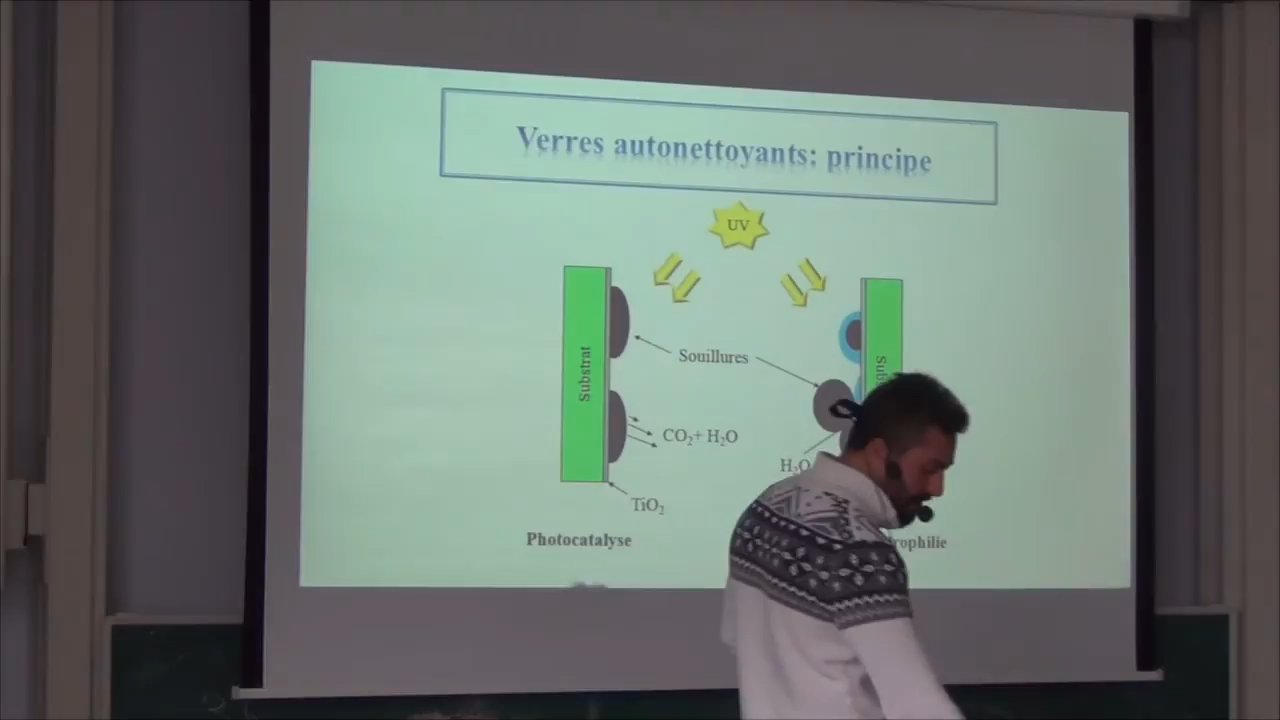 Verres autonettoyants: principe
UV
Substrat
Souillures
CO₂+ H₂O
H₂O
TiO₂
Photocatalyse